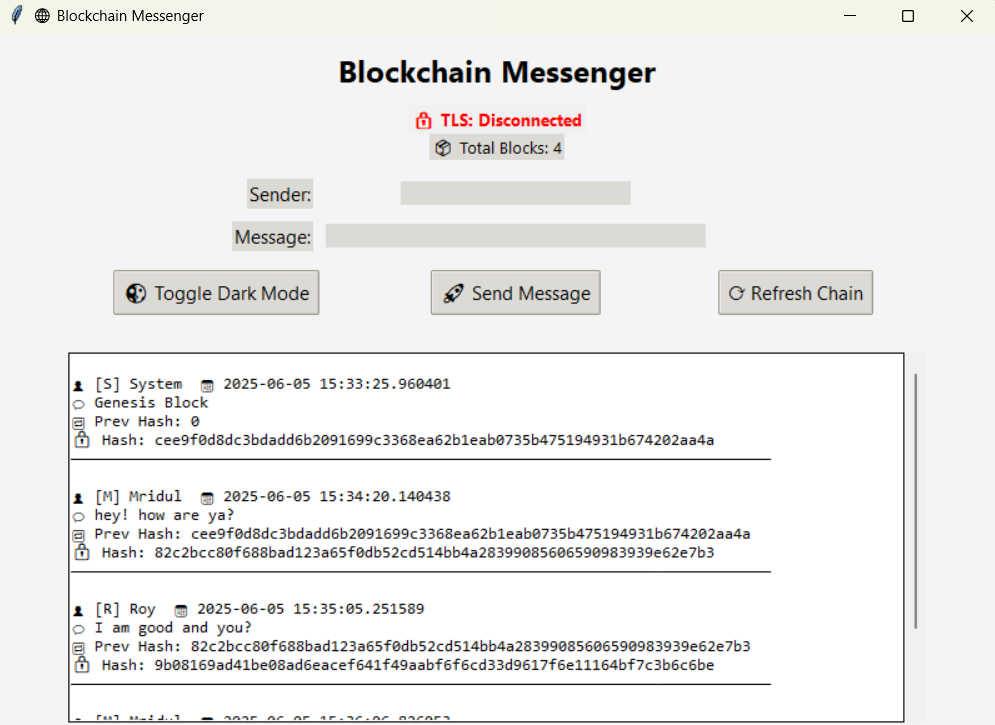 Blockchain Messenger
Blockchain Messenger
TLS: Disconnected
Total Blocks: 4
Sender:
Message:
Toggle Dark Mode
Send Message
Refresh Chain
[S] System 2025-06-05 15:33:25.960401
Genesis Block
Prev Hash: 0
Hash: cee9f0d8dc3bdadd6b2091699c3368ea62b1eab0735b475194931b674202aa4a
[M] Mridul 2025-06-05 15:34:20.140438
hey! how are ya?
Prev Hash: cee9f0d8dc3bdadd6b2091699c3368ea62b1eab0735b475194931b674202aa4a
Hash: 82c2bcc80f688bad123a65f0db52cd514bb4a28399085606590983939e62e7b3
[R] Roy 2025-06-05 15:35:05.251589
I am good and you?
Prev Hash: 82c2bcc80f688bad123a65f0db52cd514bb4a28399085606590983939e62e7b3
Hash: 9b08169ad41be08ad6eacef641f49aabf6f6cd33d9617f6e11164bf7c3b6c6be
[M] Mridul